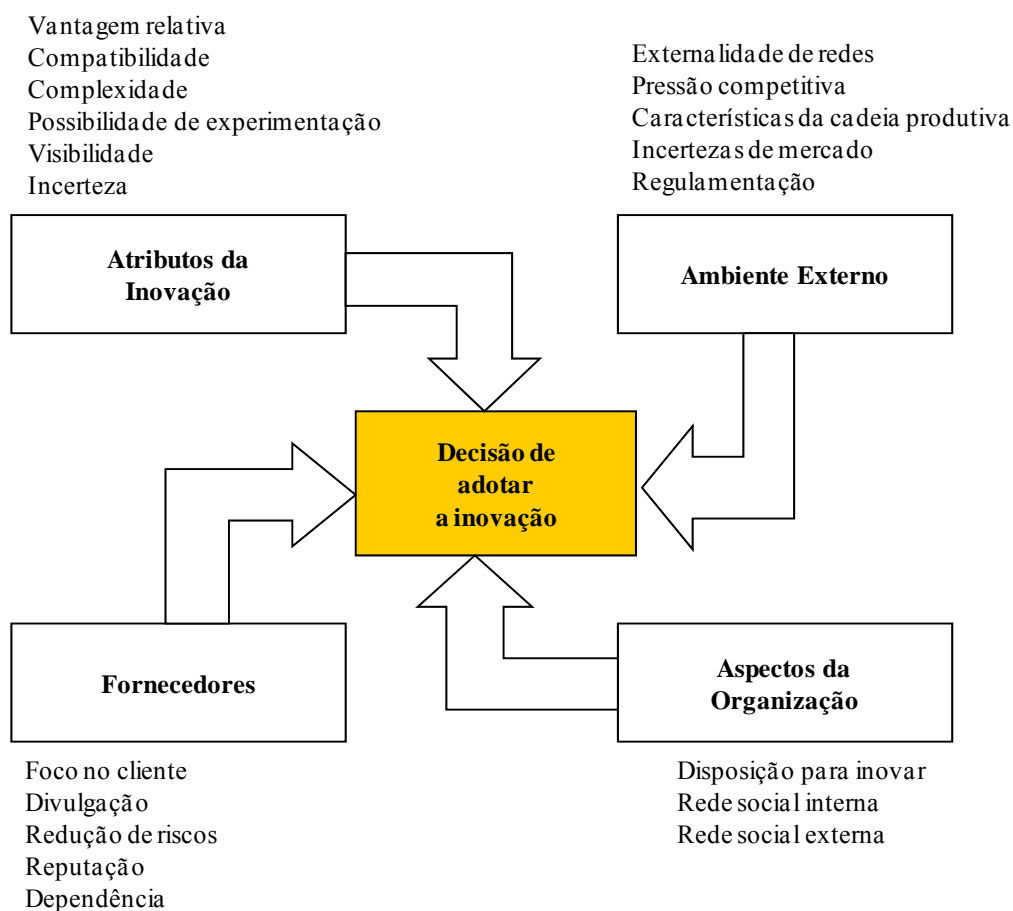 Vantagem relativa
Compatibilidade
Complexidade
Possibilidade de experimentação
Visibilidade
Incerteza
Externalidade de redes
Pressão competitiva
Características da cadeia produtiva
Incertezas de mercado
Regulamentação
Atributos da
Inovação
Ambiente Externo
Decisão de
adotar
a inovação
Fornecedores
Aspectos da
Organização
Foco no cliente
Divulgação
Redução de riscos
Reputação
Dependência
Disposição para inovar
Rede social interna
Rede social externa